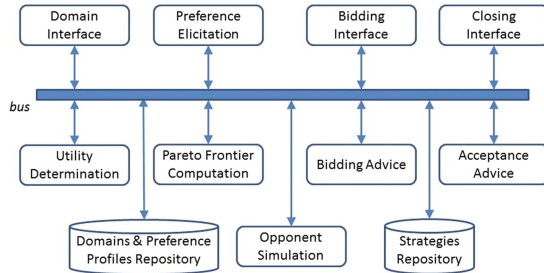 Domain
Interface
Preference
Elicitation
Bidding
Interface
Closing
Interface
bus
Utility
Determination
Pareto Frontier
Computation
Bidding Advice
Acceptance
Advice
Domains & Preference
Profiles Repository
Opponent
Simulation
Strategies
Repository